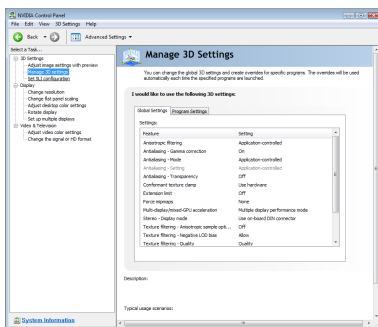 NVIDIA Control Panel
File Edit View 3D Settings Help
Back
Advanced Settings
Select a Task...
3D Settings
Adjust image settings with preview
Manage 3D settings
Set SLI configuration
Display
Change resolution
Change flat panel scaling
Adjust desktop color settings
Rotate display
Set up multiple displays
Video & Television
Adjust video color settings
Change the signal or HD format
System Information
Manage 3D Settings
You can change the global 3D settings and create overrides for specific programs. The overrides will be used
automatically each time the specified programs are launched.
I would like to use the following 3D settings:
Global Settings Program Settings
Settings:
Feature Setting
Anisotropic filtering Application-controlled
Antialiasing - Gamma correction On
Antialiasing - Mode Application-controlled
Antialiasing - Setting Application-controlled
Antialiasing - Transparency Off
Conformant texture clamp Use hardware
Extension limit Off
Force mipmaps None
Multi-display/mixed-GPU acceleration Multiple display performance mode
Stereo - Display mode Use on-board DIN connector
Texture filtering - Anisotropic sample opti... Off
Texture filtering - Negative LOD bias Allow
Texture filtering - Quality Quality
Description:
Typical usage scenarios: